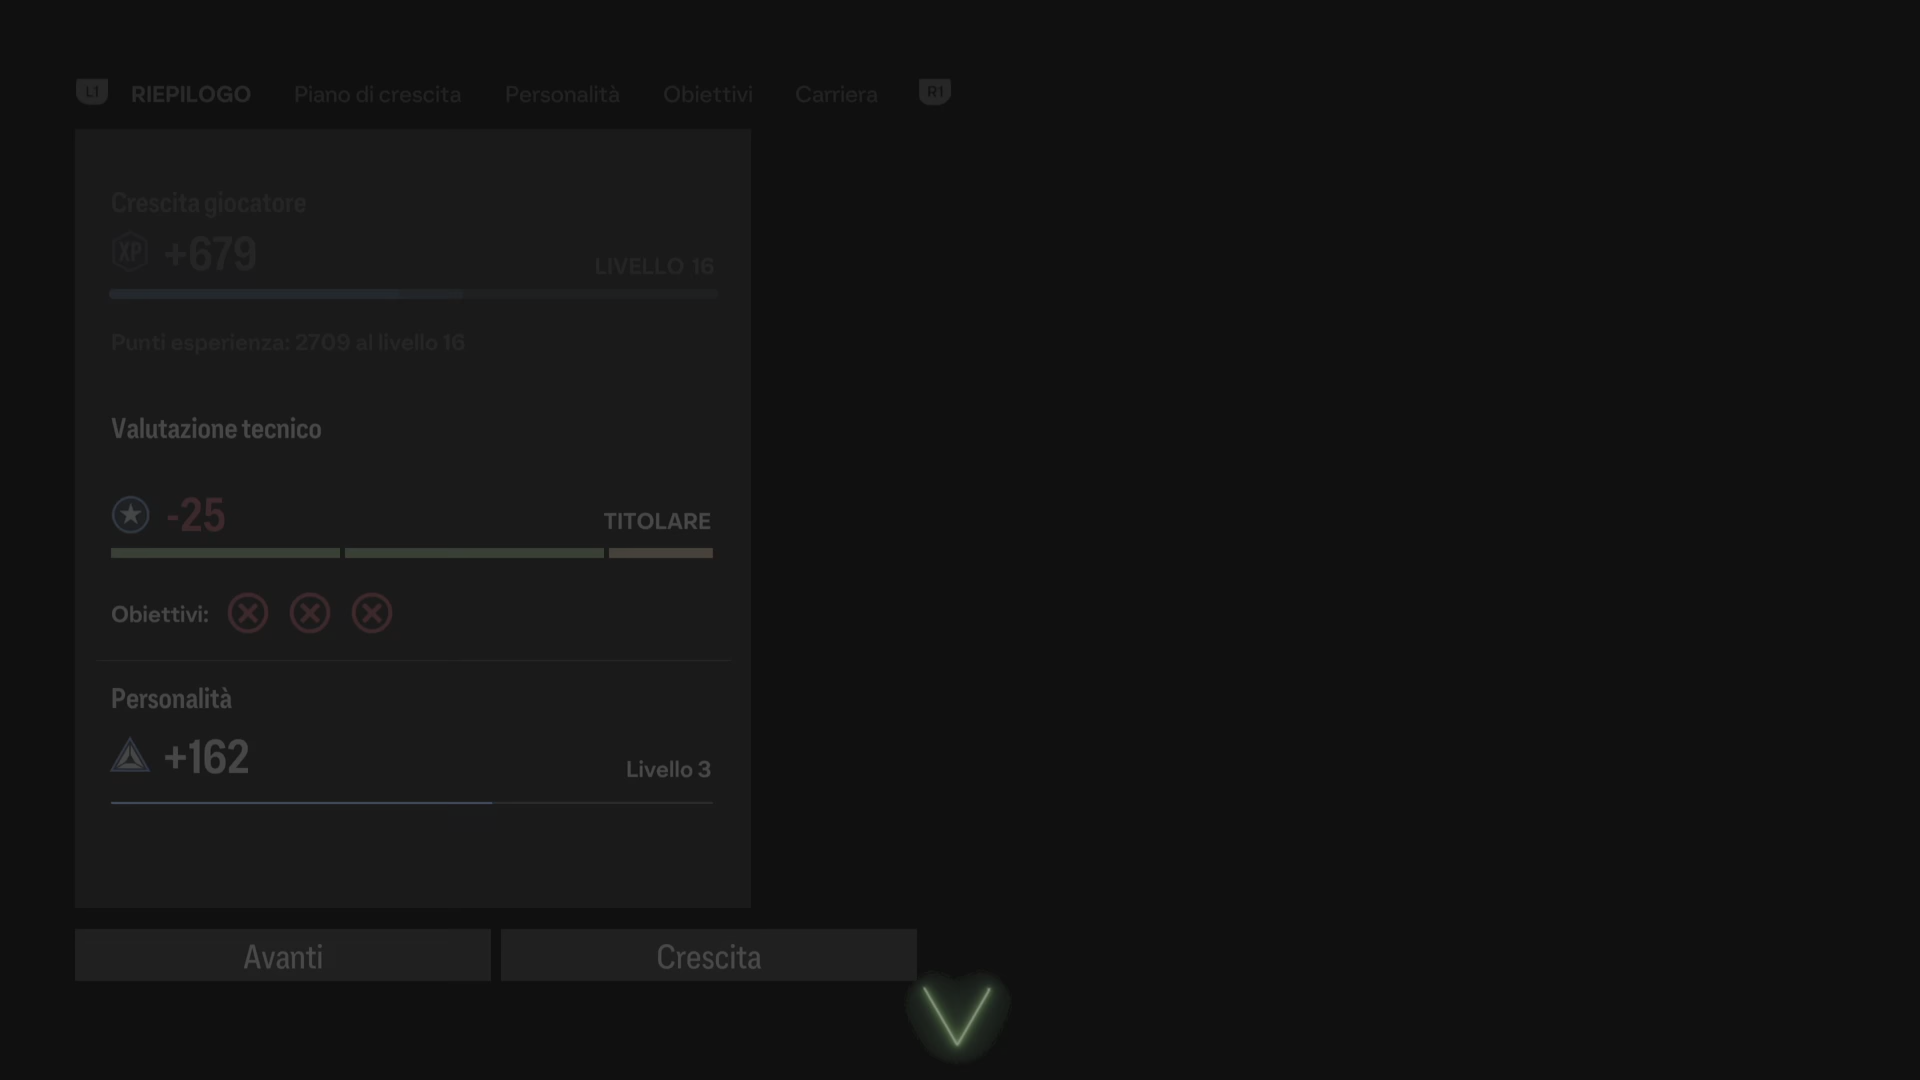 L1 RIEPILOGO Piano di crescita Personalità Obiettivi Carriera R1
Crescita giocatore
XP +679 LIVELLO 16
Punti esperienza: 2709 al livello 16
Valutazione tecnico
-25 TITOLARE
Obiettivi:
Personalità
+162 Livello 3
Avanti Crescita